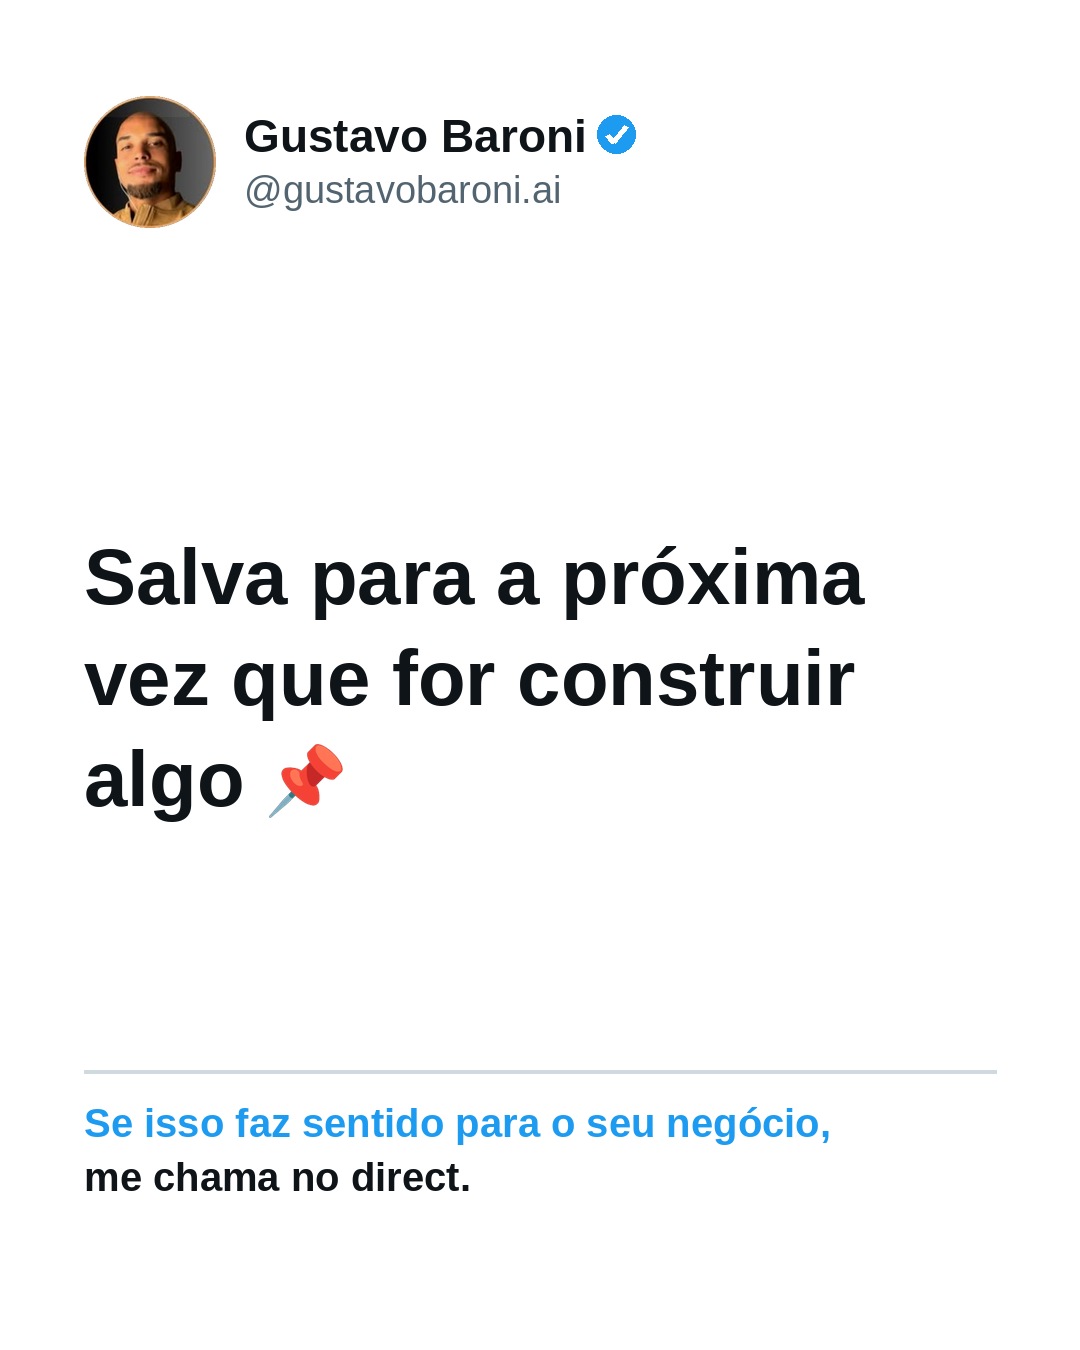 Gustavo Baroni
@gustavobaroni.ai
Salva para a próxima
vez que for construir
algo 📌
Se isso faz sentido para o seu negócio,
me chama no direct.